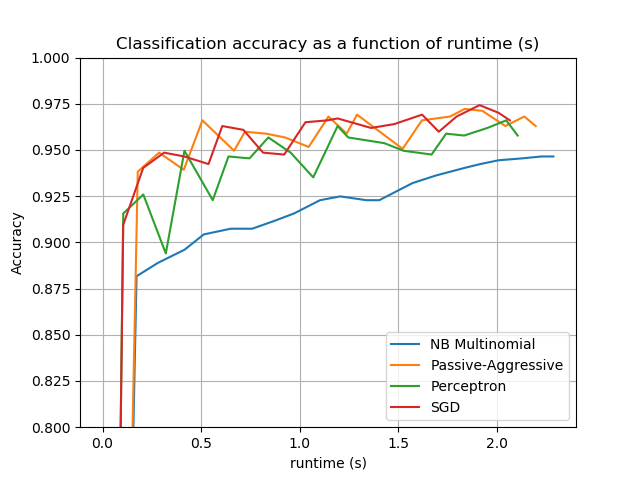 Classification accuracy as a function of runtime (s)
1.000
0.975
0.950
0.925
0.900
0.875
0.850
0.825
0.800
Accuracy
0.0 0.5 1.0 1.5 2.0
runtime (s)
NB Multinomial
Passive-Aggressive
Perceptron
SGD